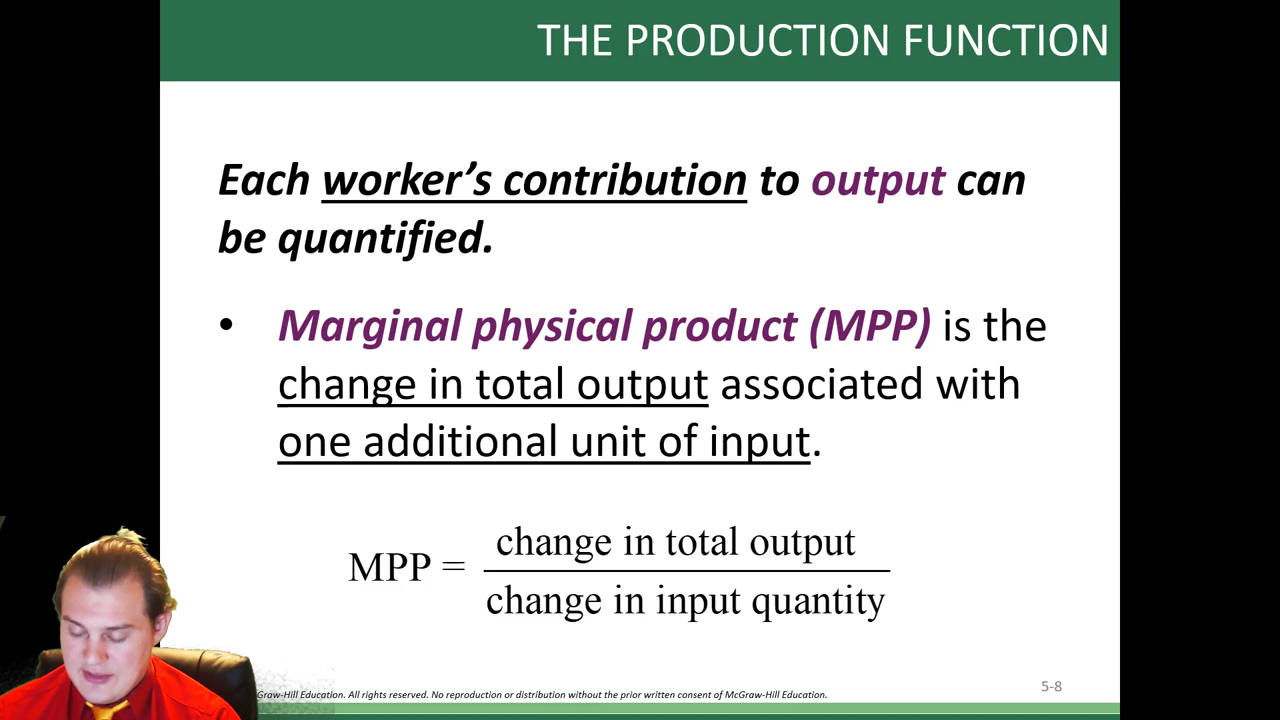 THE PRODUCTION FUNCTION
Each worker's contribution to output can
be quantified.
• Marginal physical product (MPP) is the
change in total output associated with
one additional unit of input.
MPP = change in total output
change in input quantity
Graw-Hill Education. All rights reserved. No reproduction or distribution without the prior written consent of McGraw-Hill Education.
5-8